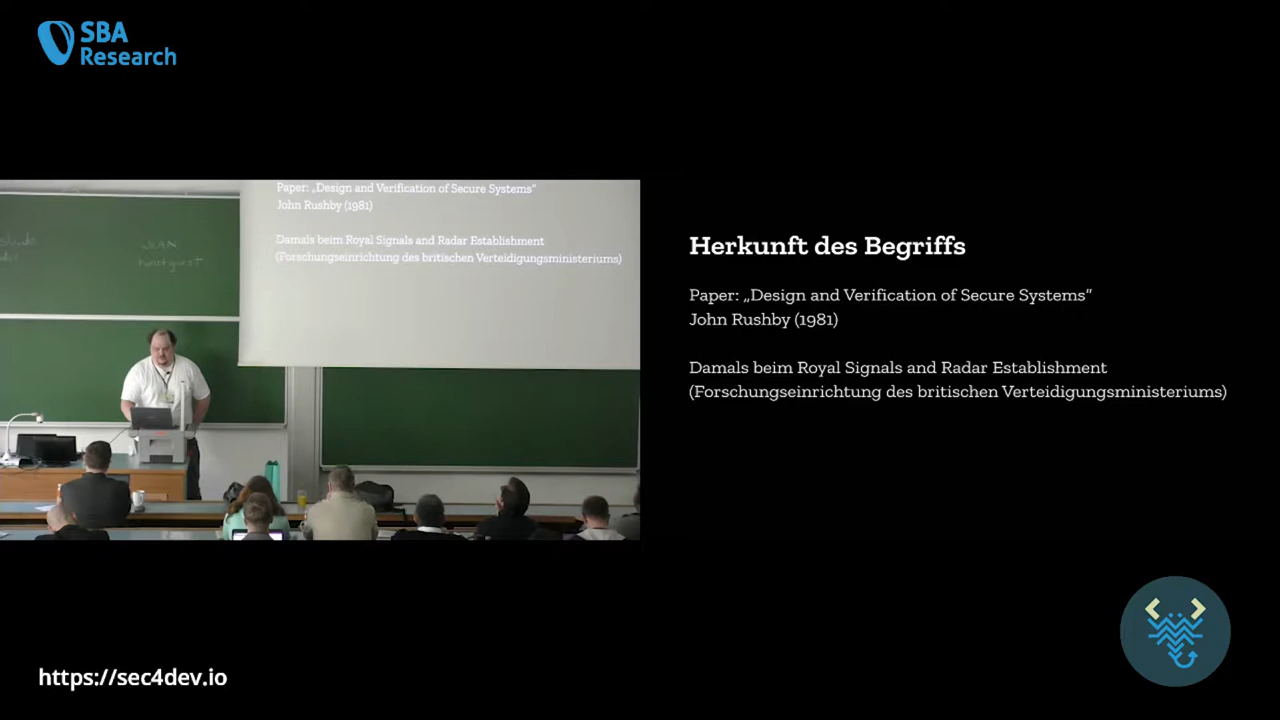 SBA
Research
Paper: „Design and Verification of Secure Systems”
John Rushby (1981)
Damals beim Royal Signals and Radar Establishment
(Forschungseinrichtung des britischen Verteidigungsministeriums)
Herkunft des Begriffs
Paper: „Design and Verification of Secure Systems”
John Rushby (1981)
Damals beim Royal Signals and Radar Establishment
(Forschungseinrichtung des britischen Verteidigungsministeriums)
https://sec4dev.io